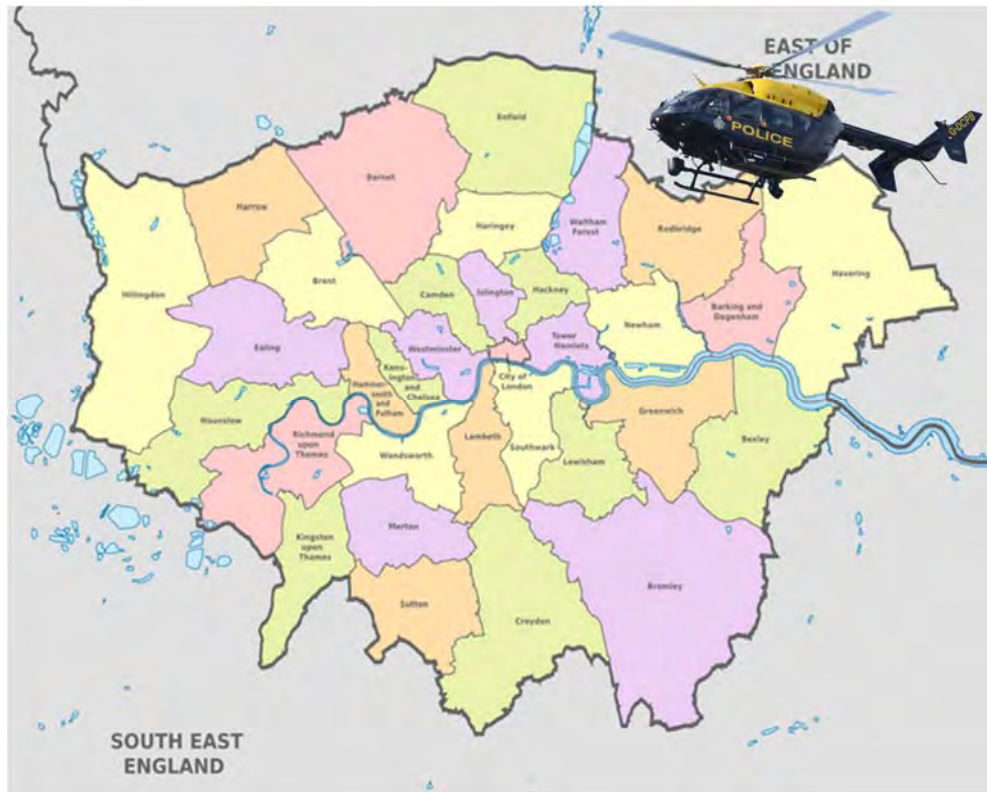 EAST OF
ENGLAND
POLICE
G-DCPB
Enfield
Barnet
Harrow
Haringey
Waltham
Forest
Redbridge
Havering
Hillingdon
Brent
Camden
Islington
Hackney
Barking and
Dagenham
Newham
Ealing
Westminster
Tower
Hamlets
Kens-
ington
and
Chelsea
City of
London
Hammer-
smith
and
Fulham
Hounslow
Richmond
upon
Thames
Greenwich
Bexley
Lambeth
Southwark
Wandsworth
Lewisham
Merton
Kingston
upon
Thames
Bromley
Sutton
Croydon
SOUTH EAST
ENGLAND